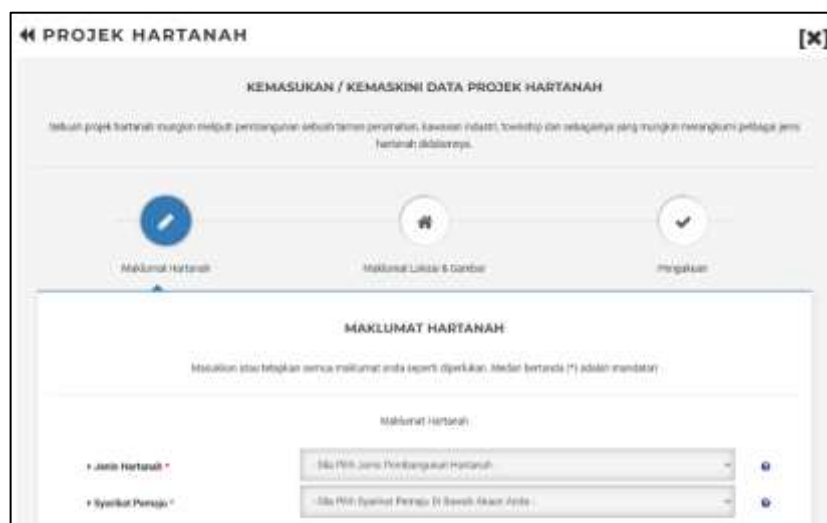 PROJEK HARTANAH
[×]
KEMASUKAN / KEMASKINI DATA PROJEK HARTANAH
Sebuah projek hartanah mungkin meliputi pembangunan sebuah taman perumahan, kawasan industri, township dan sebagainya yang mungkin merangkumi pelbagai jenis
hartanah didalamnya.
Maklumat Hartanah
Maklumat Lokasi & Gambar
Pengakuan
MAKLUMAT HARTANAH
Masukkan atau tetapkan semua maklumat anda seperti diperlukan. Medan bertanda (*) adalah mandatori
Maklumat Hartanah
Jenis Hartanah *
- Sila Pilih Jenis Pembangunan Hartanah -
Syarikat Pemaju *
- Sila Pilih Syarikat Pemaju Di Bawah Akaun Anda -